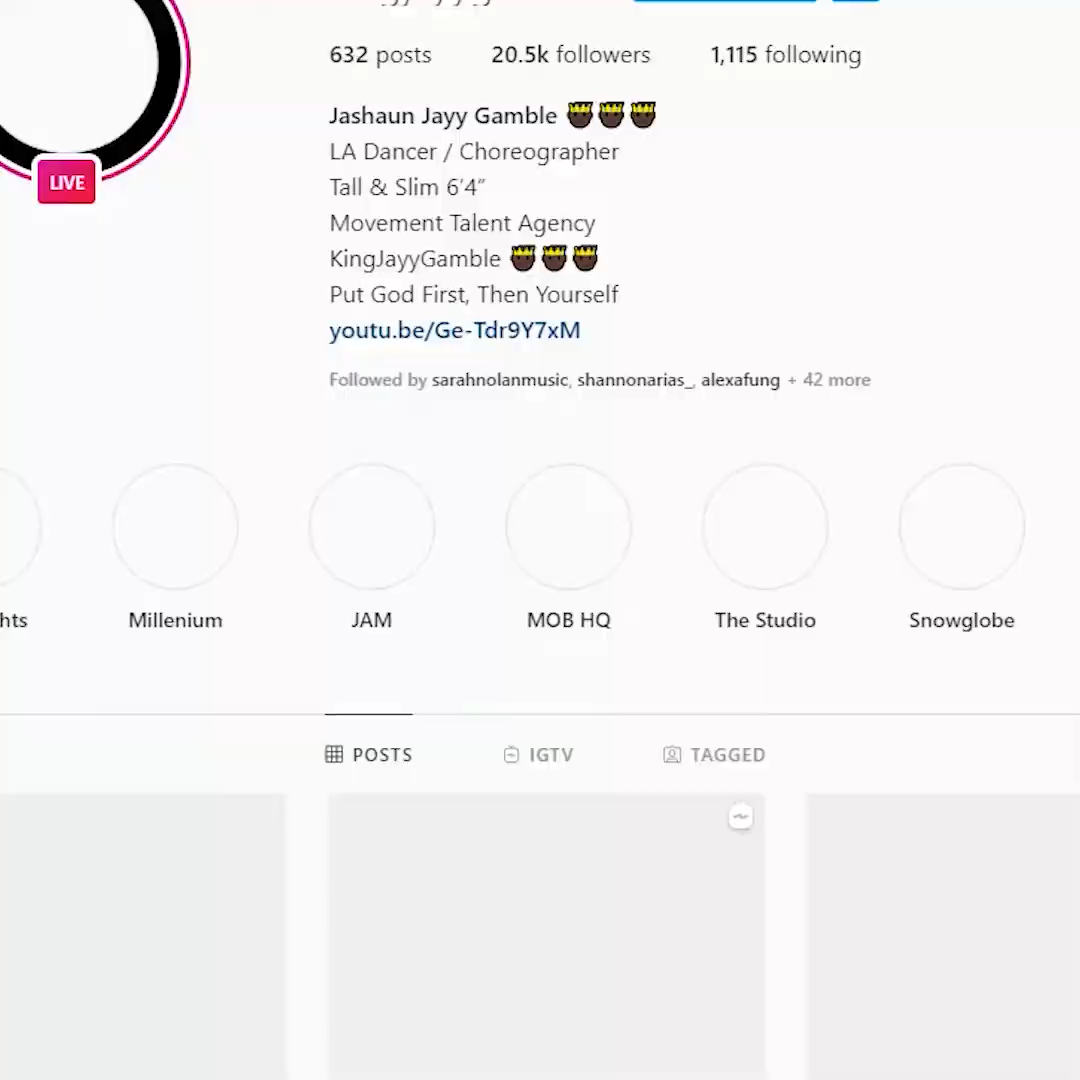 632 posts 20.5k followers 1,115 following
Jashaun Jayy Gamble
LA Dancer / Choreographer
Tall & Slim 6’4”
Movement Talent Agency
KingJayyGamble
Put God First, Then Yourself
youtu.be/Ge-Tdr9Y7xM
Followed by sarahnolanmusic, shannonarias_, alexafung + 42 more
LIVE
hts Millenium JAM MOB HQ The Studio Snowglobe
POSTS IGTV TAGGED